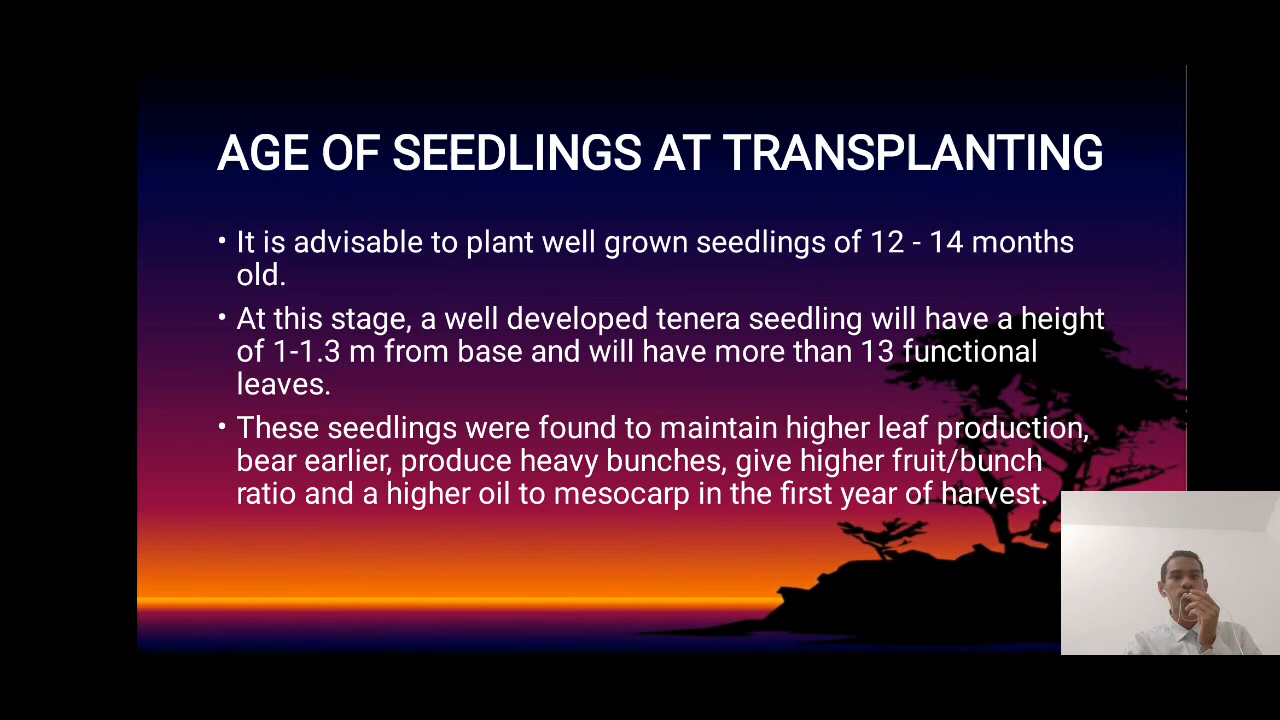 AGE OF SEEDLINGS AT TRANSPLANTING
• It is advisable to plant well grown seedlings of 12 - 14 months
old.
• At this stage, a well developed tenera seedling will have a height
of 1-1.3 m from base and will have more than 13 functional
leaves.
• These seedlings were found to maintain higher leaf production,
bear earlier, produce heavy bunches, give higher fruit/bunch
ratio and a higher oil to mesocarp in the first year of harvest.